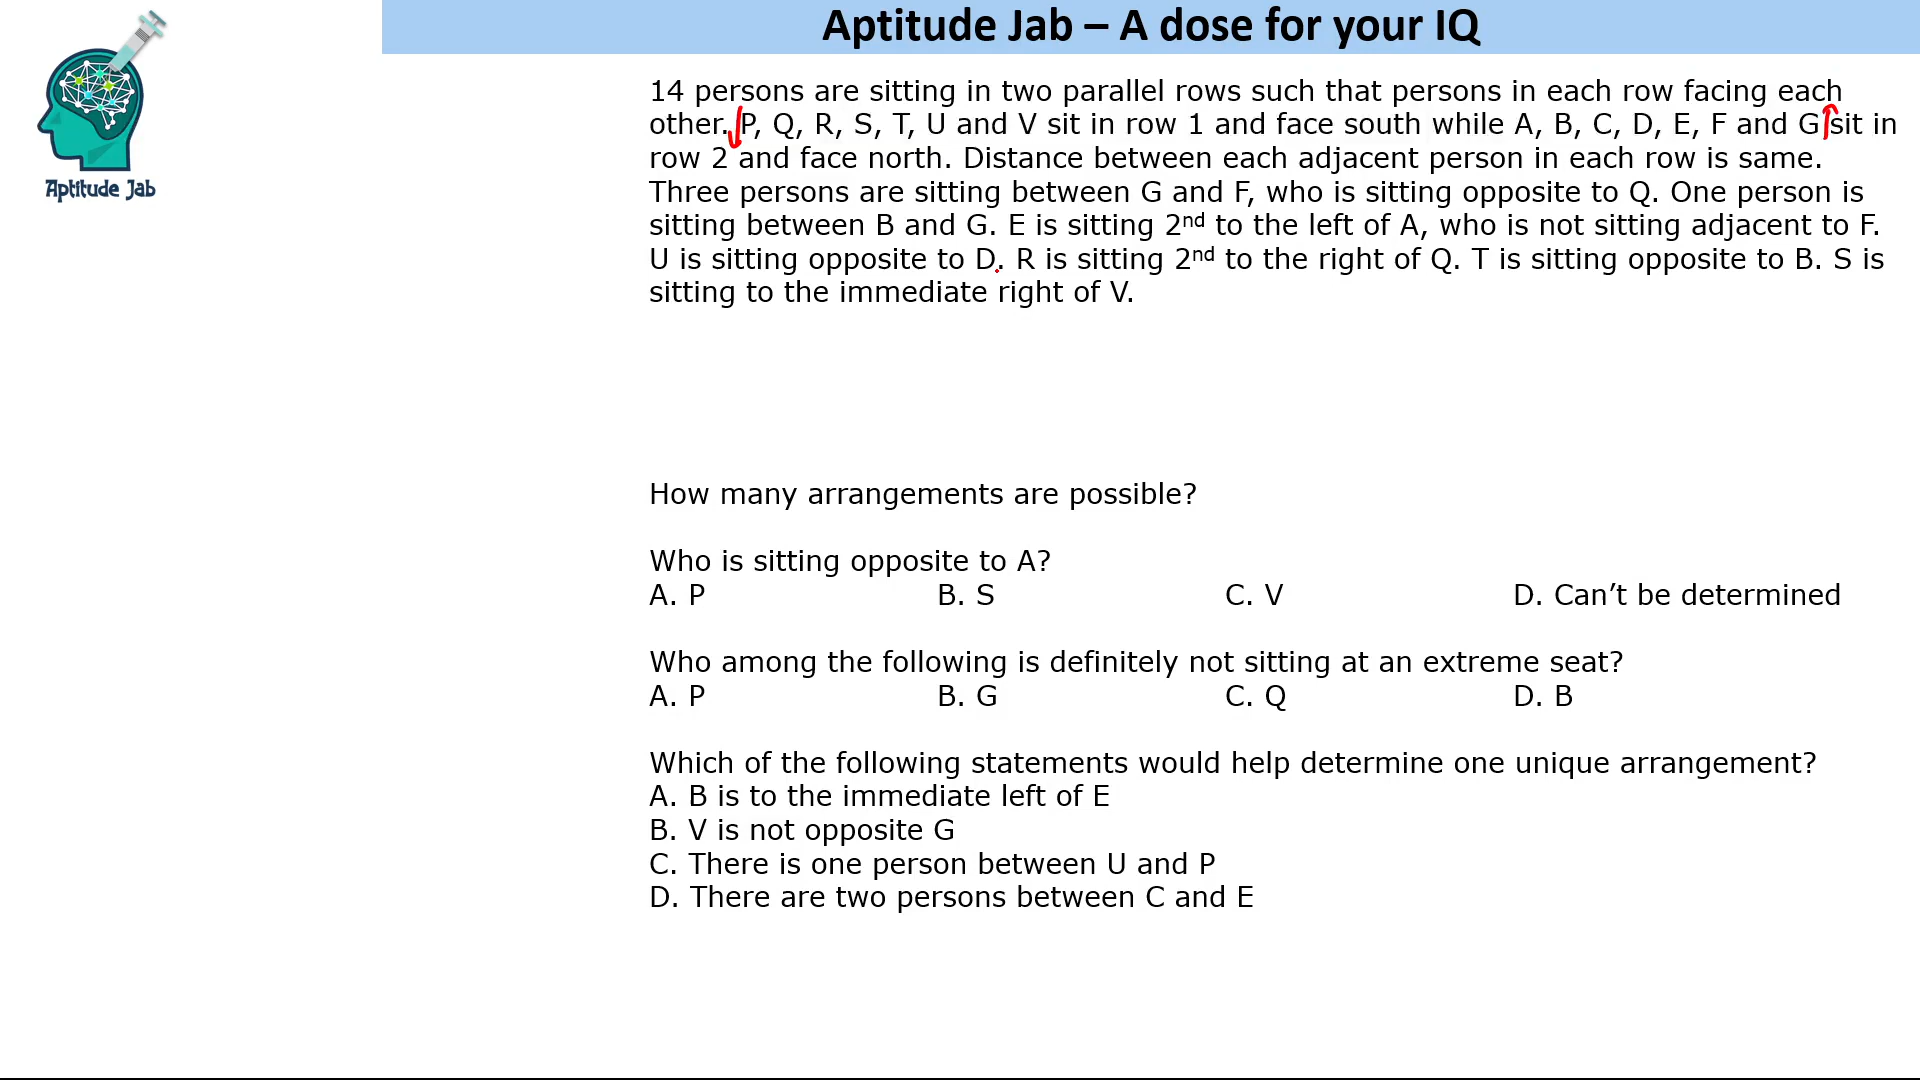 Aptitude Jab – A dose for your IQ
Aptitude Jab
14 persons are sitting in two parallel rows such that persons in each row facing each
other. P, Q, R, S, T, U and V sit in row 1 and face south while A, B, C, D, E, F and G sit in
row 2 and face north. Distance between each adjacent person in each row is same.
Three persons are sitting between G and F, who is sitting opposite to Q. One person is
sitting between B and G. E is sitting 2nd to the left of A, who is not sitting adjacent to F.
U is sitting opposite to D. R is sitting 2nd to the right of Q. T is sitting opposite to B. S is
sitting to the immediate right of V.
How many arrangements are possible?
Who is sitting opposite to A?
A. P B. S C. V D. Can’t be determined
Who among the following is definitely not sitting at an extreme seat?
A. P B. G C. Q D. B
Which of the following statements would help determine one unique arrangement?
A. B is to the immediate left of E
B. V is not opposite G
C. There is one person between U and P
D. There are two persons between C and E